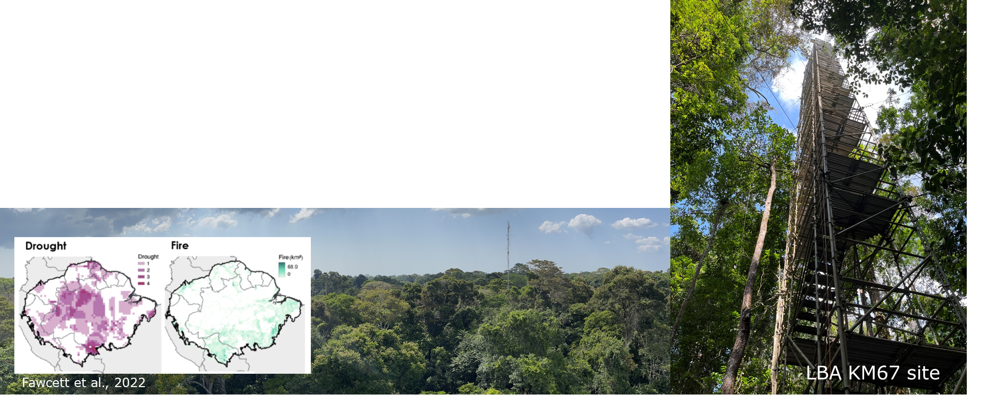 Drought
Fire
Drought
1
2
3
4
Fire (km²)
68.9
0
Fawcett et al., 2022
LBA KM67 site